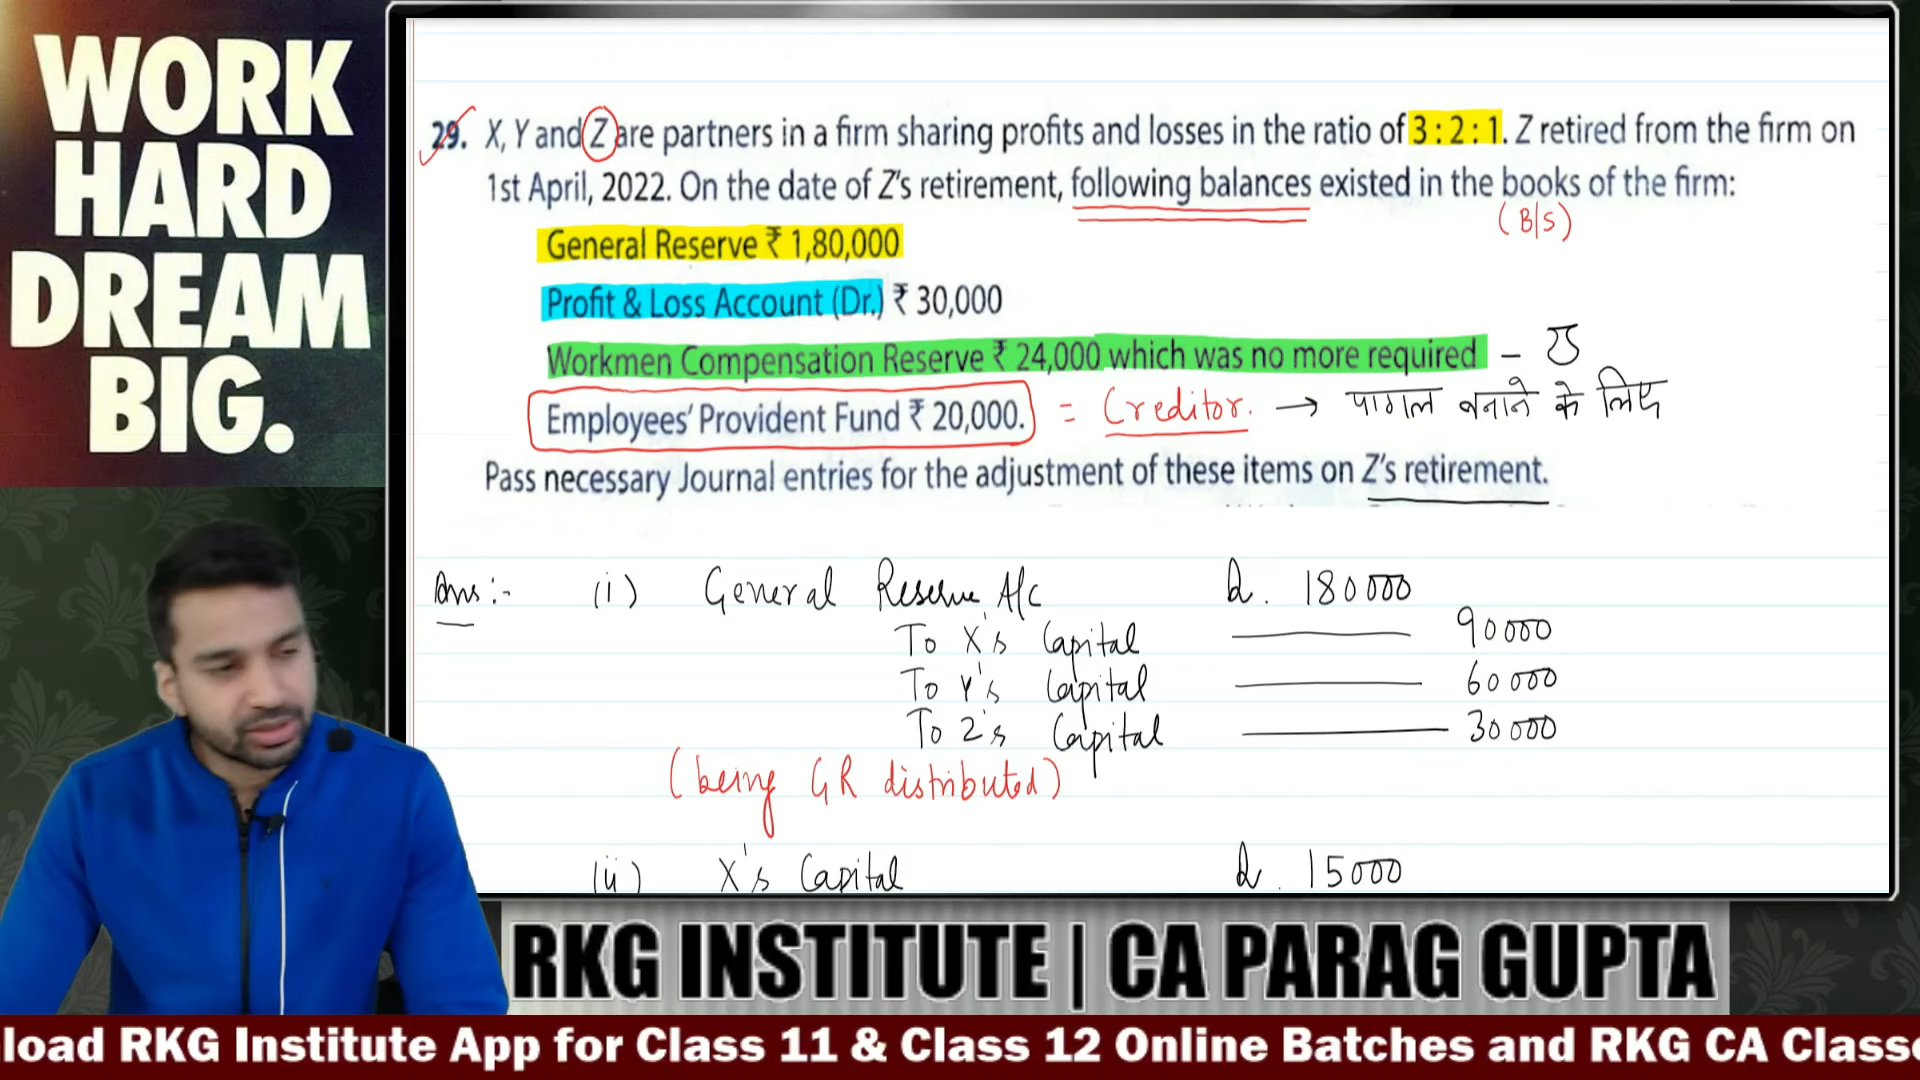 WORK
HARD
DREAM
BIG.
29. X, Y and Z are partners in a firm sharing profits and losses in the ratio of 3 : 2 : 1. Z retired from the firm on
1st April, 2022. On the date of Z's retirement, following balances existed in the books of the firm:
(B/S)
General Reserve ₹ 1,80,000
Profit & Loss Account (Dr.) ₹ 30,000
Workmen Compensation Reserve ₹ 24,000 which was no more required –
Employees' Provident Fund ₹ 20,000. = Creditor. → पागल बनाने के लिए
Pass necessary Journal entries for the adjustment of these items on Z's retirement.
Ans:- (i) General Reserve A/c Dr. 180000
To X's Capital 90000
To Y's Capital 60000
To Z's Capital 30000
(being GR distributed)
(ii) X's Capital Dr. 15000
RKG INSTITUTE | CA PARAG GUPTA
load RKG Institute App for Class 11 & Class 12 Online Batches and RKG CA Classe